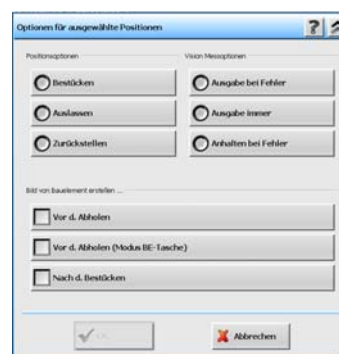 Optionen für ausgewählte Positionen
Positionsoptionen
Vision Messoptionen
Bestücken
Ausgabe bei Fehler
Auslassen
Ausgabe immer
Zurückstellen
Anhalten bei Fehler
Bild von Bauelement erstellen ...
Vor d. Abholen
Vor d. Abholen (Modus BE-Tasche)
Nach d. Bestücken
Abbrechen